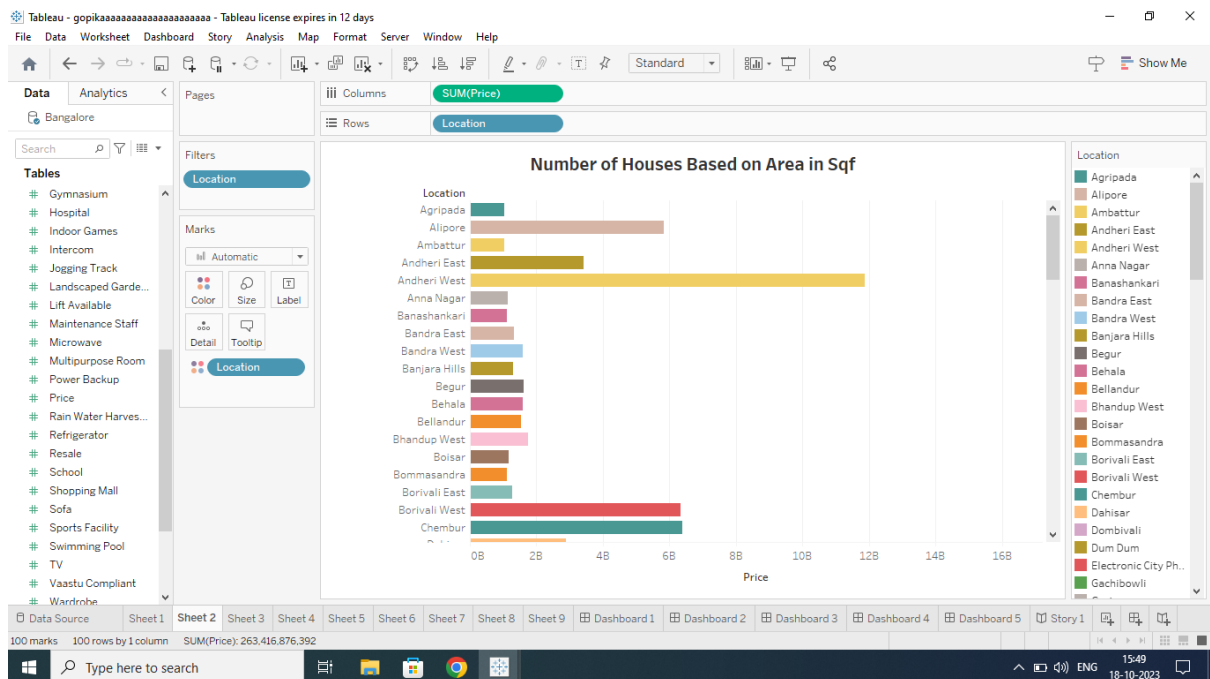 Tableau - gopikaaaaaaaaaaaaaaaaaaaaa - Tableau license expires in 12 days
File Data Worksheet Dashboard Story Analysis Map Format Server Window Help
Standard
Show Me
Data Analytics
Bangalore
Search
Tables
Gymnasium
Hospital
Indoor Games
Intercom
Jogging Track
Landscaped Garde...
Lift Available
Maintenance Staff
Microwave
Multipurpose Room
Power Backup
Price
Rain Water Harves...
Refrigerator
Resale
School
Shopping Mall
Sofa
Sports Facility
Swimming Pool
TV
Vaastu Compliant
Wardrobe
Pages
Filters
Location
Marks
Automatic
Color Size Label
Detail Tooltip
Location
Columns SUM(Price)
Rows Location
Number of Houses Based on Area in Sqf
Location
Agripada
Alipore
Ambattur
Andheri East
Andheri West
Anna Nagar
Banashankari
Bandra East
Bandra West
Banjara Hills
Begur
Behala
Bellandur
Bhandup West
Boisar
Bommasandra
Borivali East
Borivali West
Chembur
0B 2B 4B 6B 8B 10B 12B 14B 16B
Price
Location
Agripada
Alipore
Ambattur
Andheri East
Andheri West
Anna Nagar
Banashankari
Bandra East
Bandra West
Banjara Hills
Begur
Behala
Bellandur
Bhandup West
Boisar
Bommasandra
Borivali East
Borivali West
Chembur
Dahisar
Dombivali
Dum Dum
Electronic City Ph..
Gachibowli
Data Source Sheet 1 Sheet 2 Sheet 3 Sheet 4 Sheet 5 Sheet 6 Sheet 7 Sheet 8 Sheet 9 Dashboard 1 Dashboard 2 Dashboard 3 Dashboard 4 Dashboard 5 Story 1
100 marks 100 rows by 1 column SUM(Price): 263,416,876,392
Type here to search
ENG
15:49
18-10-2023